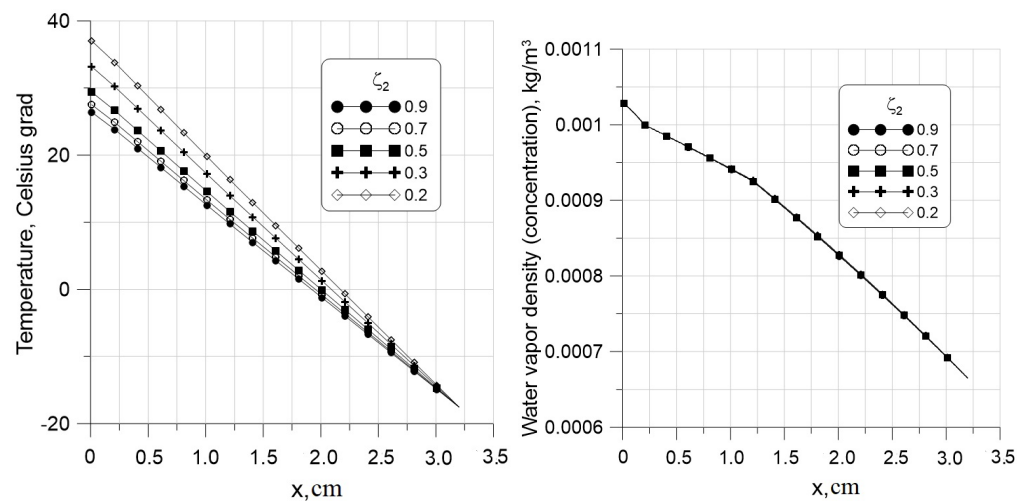 40
20
0
-20
Temperature, Celsius grad
ζ2
0.9
0.7
0.5
0.3
0.2
0 0.5 1.0 1.5 2.0 2.5 3.0 3.5
x, cm
0.0011
0.001
0.0009
0.0008
0.0007
0.0006
Water vapor density (concentration), kg/m³
ζ2
0.9
0.7
0.5
0.3
0.2
0 0.5 1.0 1.5 2.0 2.5 3.0 3.5
x, cm